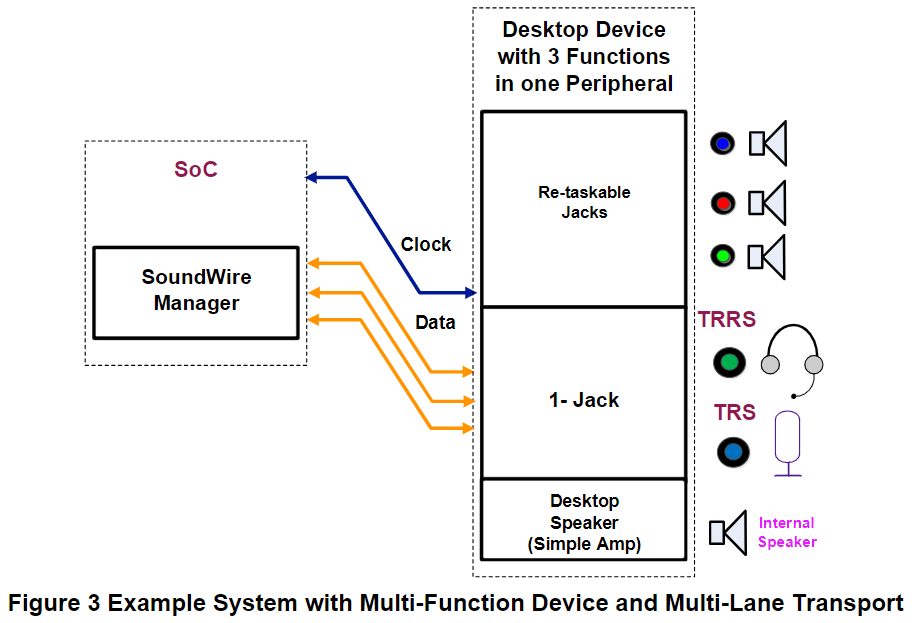 Desktop Device
with 3 Functions
in one Peripheral
SoC
SoundWire
Manager
Clock
Data
Re-taskable
Jacks
1- Jack
Desktop
Speaker
(Simple Amp)
TRRS
TRS
Internal
Speaker
Figure 3 Example System with Multi-Function Device and Multi-Lane Transport